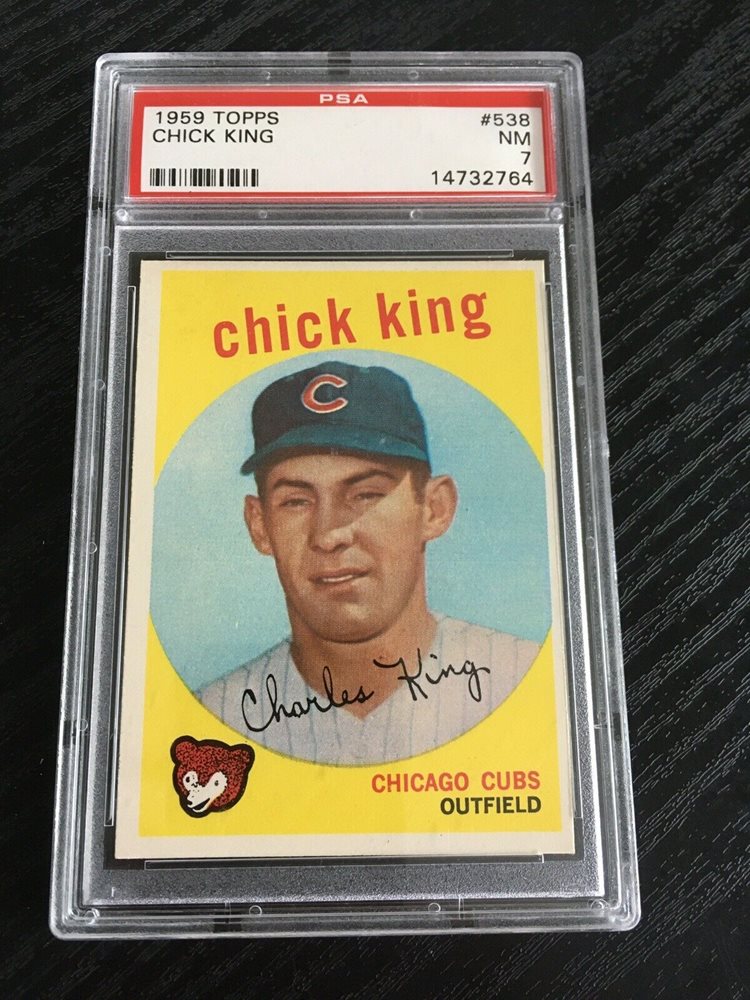 PSA
1959 TOPPS #538
CHICK KING NM
7
14732764
chick king
C
Charles King
CHICAGO CUBS
OUTFIELD